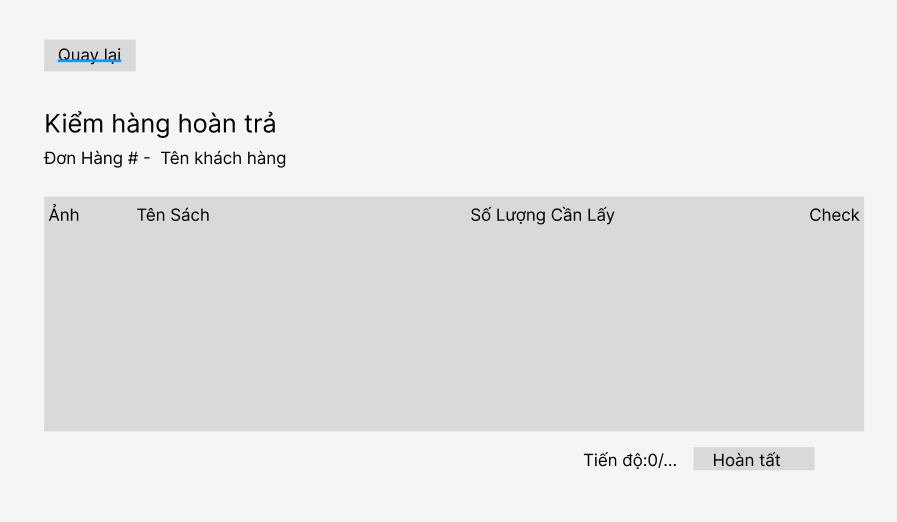 Quay lại
Kiểm hàng hoàn trả
Đơn Hàng # - Tên khách hàng
Ảnh Tên Sách Số Lượng Cần Lấy Check
Tiến độ:0/... Hoàn tất